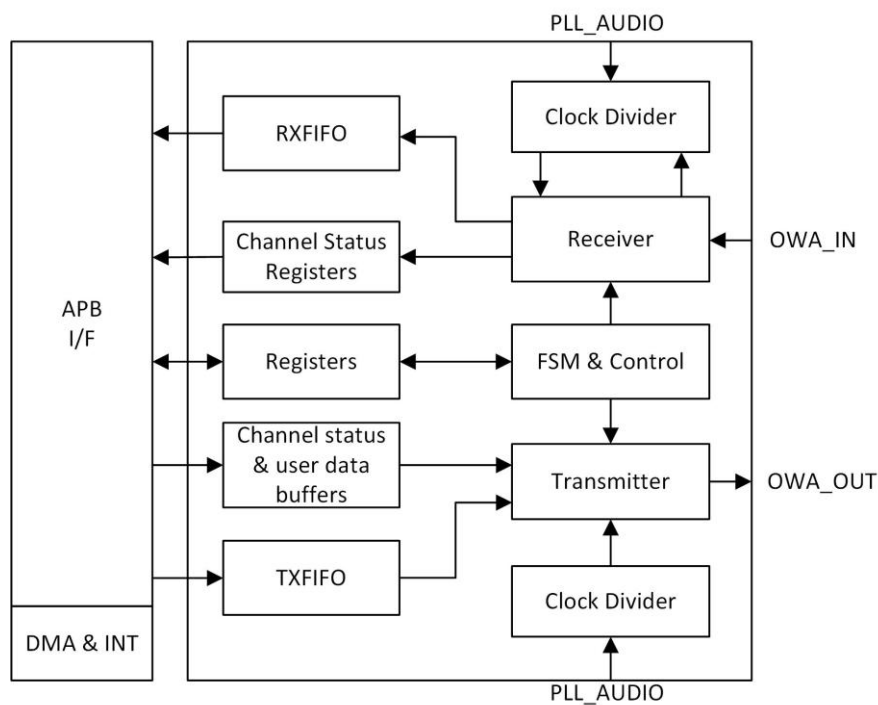 PLL_AUDIO
Clock Divider
RXFIFO
Receiver
OWA_IN
Channel Status
Registers
APB
I/F
Registers
FSM & Control
Channel status
& user data
buffers
Transmitter
OWA_OUT
TXFIFO
Clock Divider
DMA & INT
PLL_AUDIO